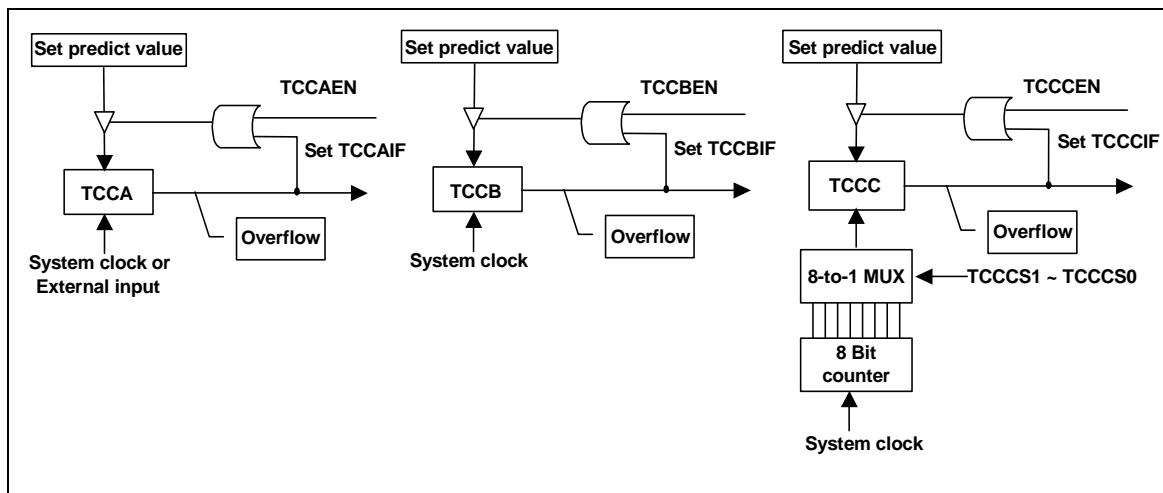 Set predict value
TCCAEN
Set TCCAIF
TCCA
Overflow
System clock or
External input
Set predict value
TCCBEN
Set TCCBIF
TCCB
Overflow
System clock
Set predict value
TCCCEN
Set TCCCIF
TCCC
Overflow
8-to-1 MUX
TCCCS1 ~ TCCCS0
8 Bit
counter
System clock